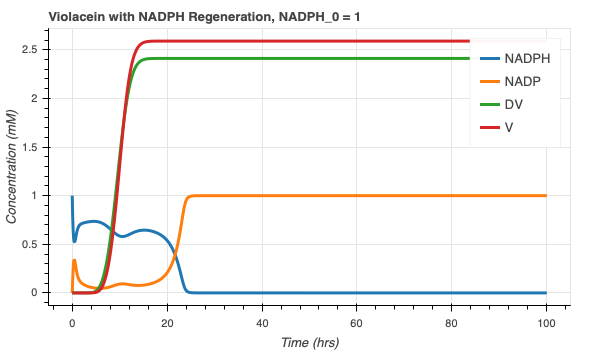 Violacein with NADPH Regeneration, NADPH_0 = 1
2.5
2
1.5
1
0.5
0
Concentration (mM)
NADPH
NADP
DV
V
0
20
40
60
80
100
Time (hrs)